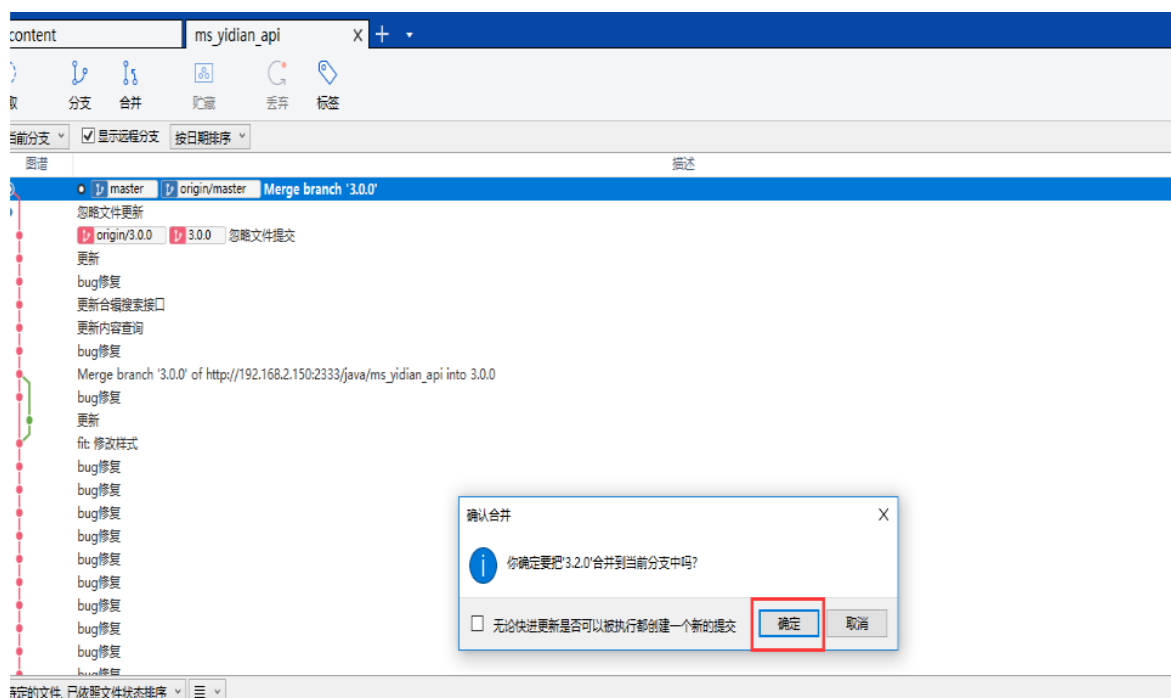 content ms_yidian_api X + ▾
取 分支 合并 贮藏 丢弃 标签
当前分支 显示远程分支 按日期排序
图谱 描述
master origin/master Merge branch '3.0.0'
忽略文件更新
origin/3.0.0 3.0.0 忽略文件提交
更新
bug修复
更新合辑搜索接口
更新内容查询
bug修复
Merge branch '3.0.0' of http://192.168.2.150:2333/java/ms_yidian_api into 3.0.0
bug修复
更新
fit: 修改样式
bug修复
bug修复
bug修复
bug修复
bug修复
bug修复
bug修复
bug修复
bug修复
bug修复
确认合并 X
你确定要把'3.2.0'合并到当前分支中吗?
无论快进更新是否可以被执行都创建一个新的提交 确定 取消
待定的文件, 已依照文件状态排序